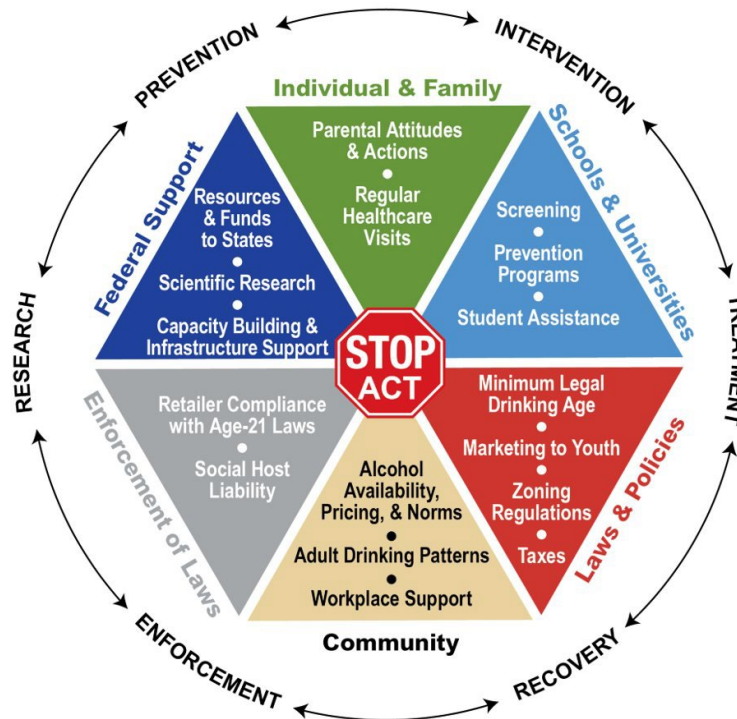 PREVENTION
INTERVENTION
TREATMENT
RECOVERY
ENFORCEMENT
RESEARCH
Individual & Family
Parental Attitudes
& Actions
•
Regular
Healthcare
Visits
Schools & Universities
Screening
•
Prevention
Programs
•
Student Assistance
Laws & Policies
Minimum Legal
Drinking Age
•
Marketing to Youth
•
Zoning
Regulations
•
Taxes
Community
Alcohol
Availability,
Pricing, & Norms
•
Adult Drinking Patterns
•
Workplace Support
Enforcement of Laws
Retailer Compliance
with Age-21 Laws
•
Social Host
Liability
Federal Support
Resources
& Funds
to States
•
Scientific Research
•
Capacity Building &
Infrastructure Support
STOP
ACT